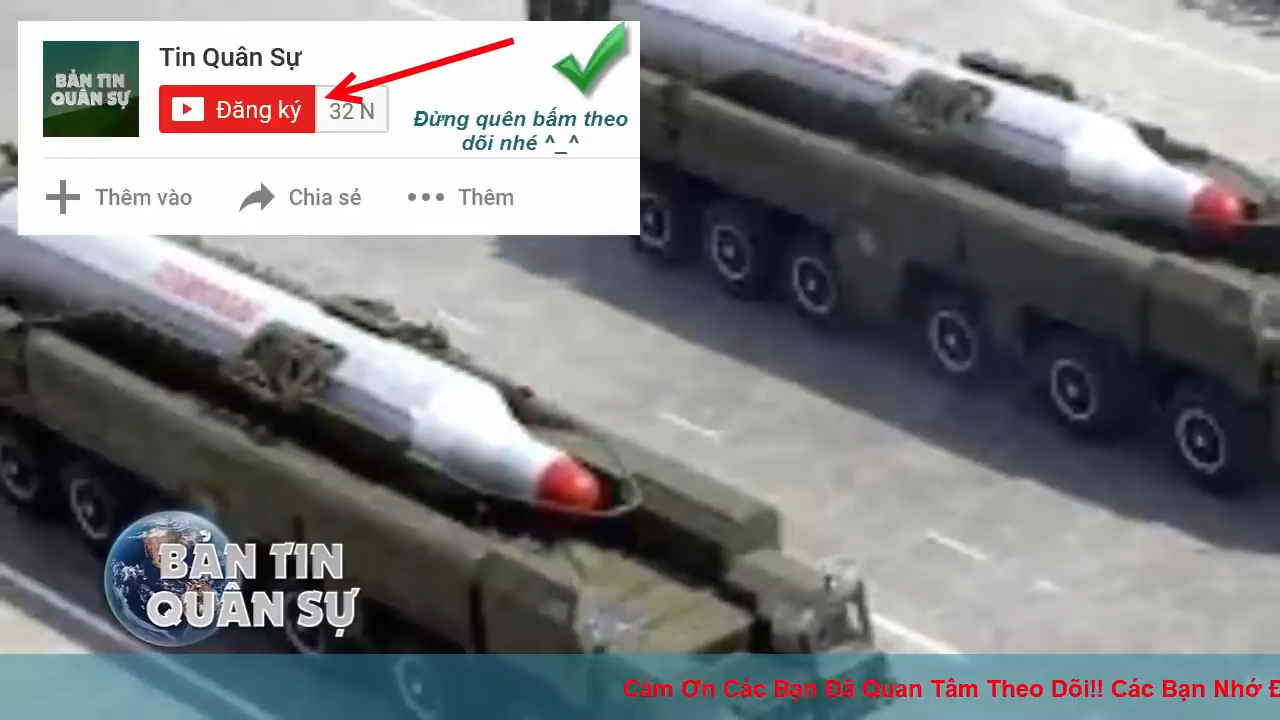 Tin Quân Sự
BẢN TIN
QUÂN SỰ
Đăng ký
32 N
Đừng quên bấm theo
dõi nhé ^_^
Thêm vào
Chia sẻ
Thêm
BẢN TIN
QUÂN SỰ
Cám Ơn Các Bạn Đã Quan Tâm Theo Dõi!! Các Bạn Nhớ